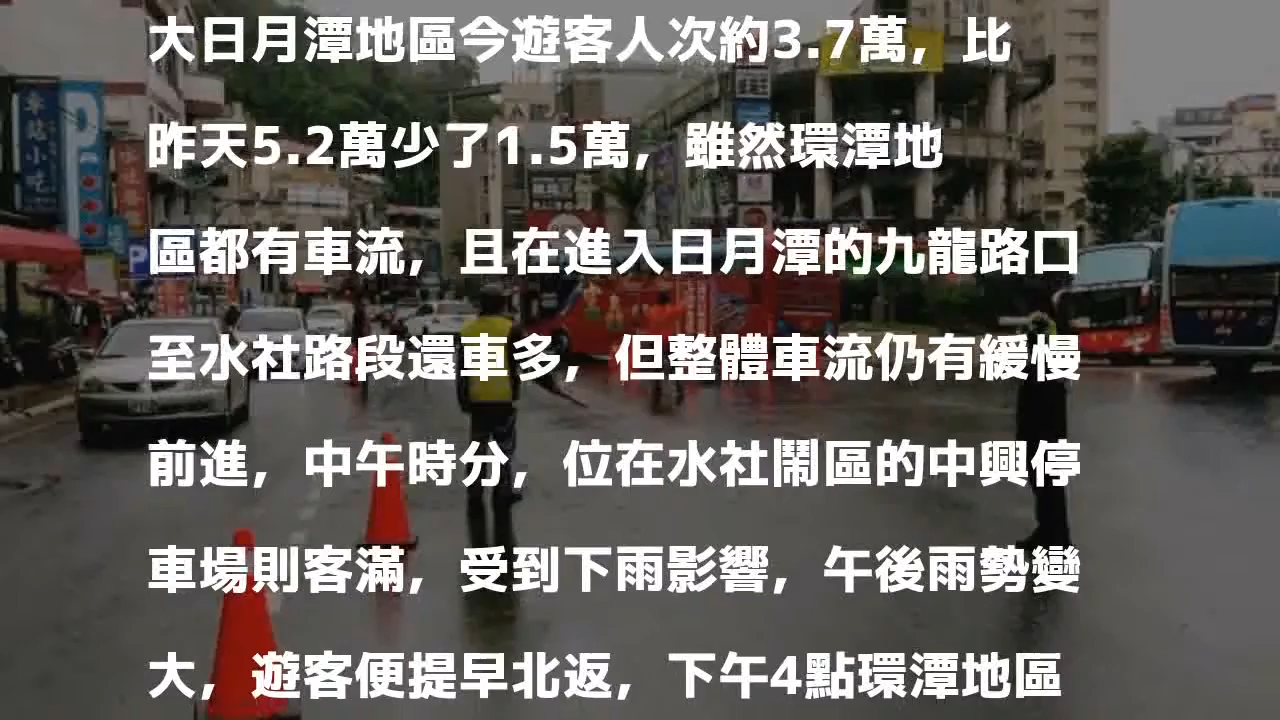 大日月潭地區今遊客人次約3.7萬，比
昨天5.2萬少了1.5萬，雖然環潭地
區都有車流，且在進入日月潭的九龍路口
至水社路段還車多，但整體車流仍有緩慢
前進，中午時分，位在水社鬧區的中興停
車場則客滿，受到下雨影響，午後雨勢變
大，遊客便提早北返，下午4點環潭地區
車站小吃
P
P